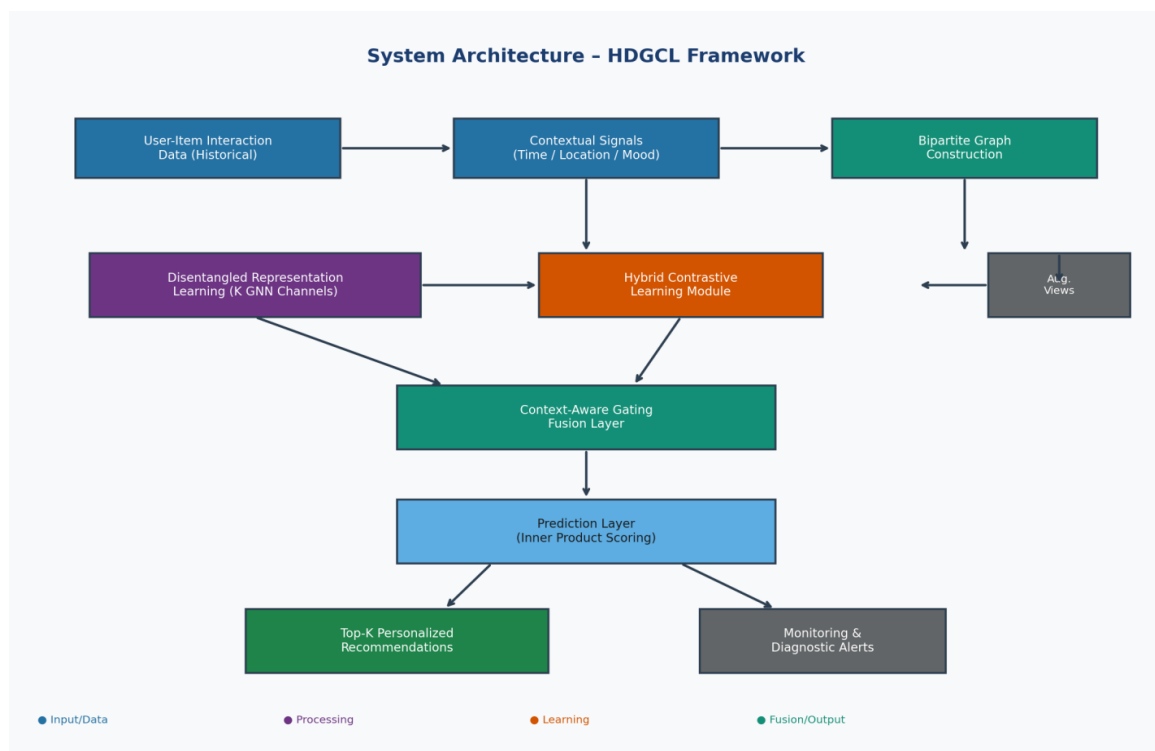 System Architecture – HDGCL Framework
User-Item Interaction
Data (Historical)
Contextual Signals
(Time / Location / Mood)
Bipartite Graph
Construction
Disentangled Representation
Learning (K GNN Channels)
Hybrid Contrastive
Learning Module
Aug.
Views
Context-Aware Gating
Fusion Layer
Prediction Layer
(Inner Product Scoring)
Top-K Personalized
Recommendations
Monitoring &
Diagnostic Alerts
Input/Data
Processing
Learning
Fusion/Output